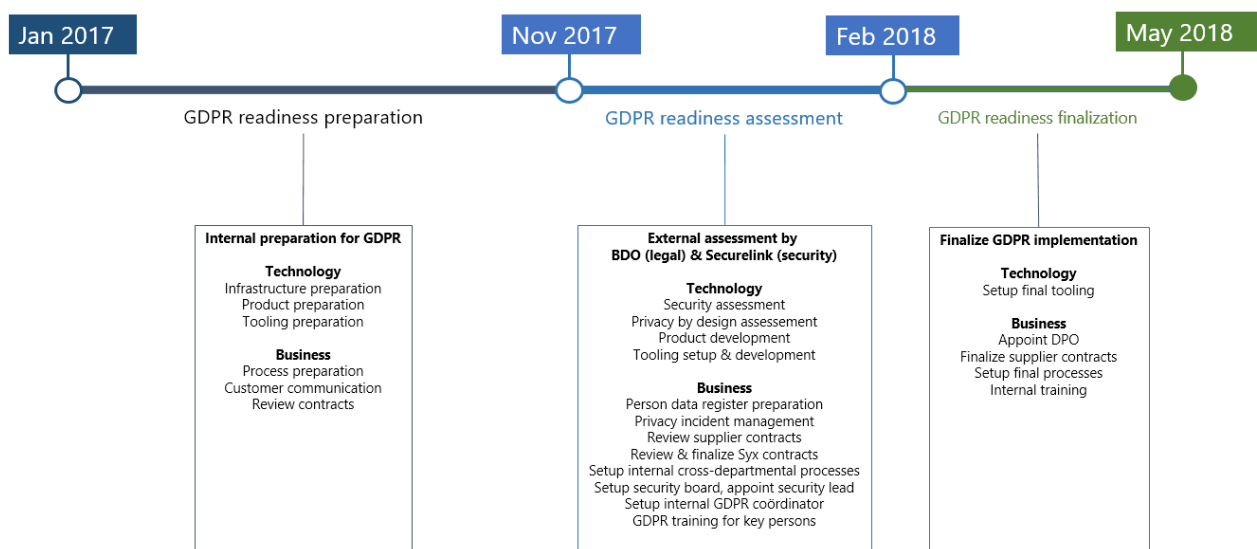 Jan 2017
Nov 2017
Feb 2018
May 2018
GDPR readiness preparation
GDPR readiness assessment
GDPR readiness finalization
Internal preparation for GDPR
Technology
Infrastructure preparation
Product preparation
Tooling preparation
Business
Process preparation
Customer communication
Review contracts
External assessment by
BDO (legal) & Securelink (security)
Technology
Security assessment
Privacy by design assessement
Product development
Tooling setup & development
Business
Person data register preparation
Privacy incident management
Review supplier contracts
Review & finalize Syx contracts
Setup internal cross-departmental processes
Setup security board, appoint security lead
Setup internal GDPR coördinator
GDPR training for key persons
Finalize GDPR implementation
Technology
Setup final tooling
Business
Appoint DPO
Finalize supplier contracts
Setup final processes
Internal training